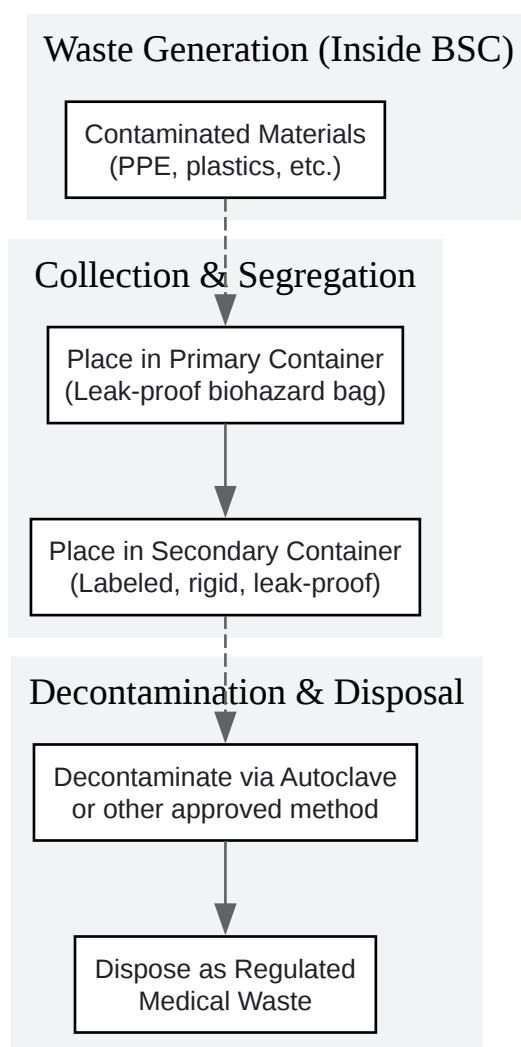 Waste Generation (Inside BSC)
Contaminated Materials
(PPE, plastics, etc.)
Collection & Segregation
Place in Primary Container
(Leak-proof biohazard bag)
Place in Secondary Container
(Labeled, rigid, leak-proof)
Decontamination & Disposal
Decontaminate via Autoclave
or other approved method
Dispose as Regulated
Medical Waste